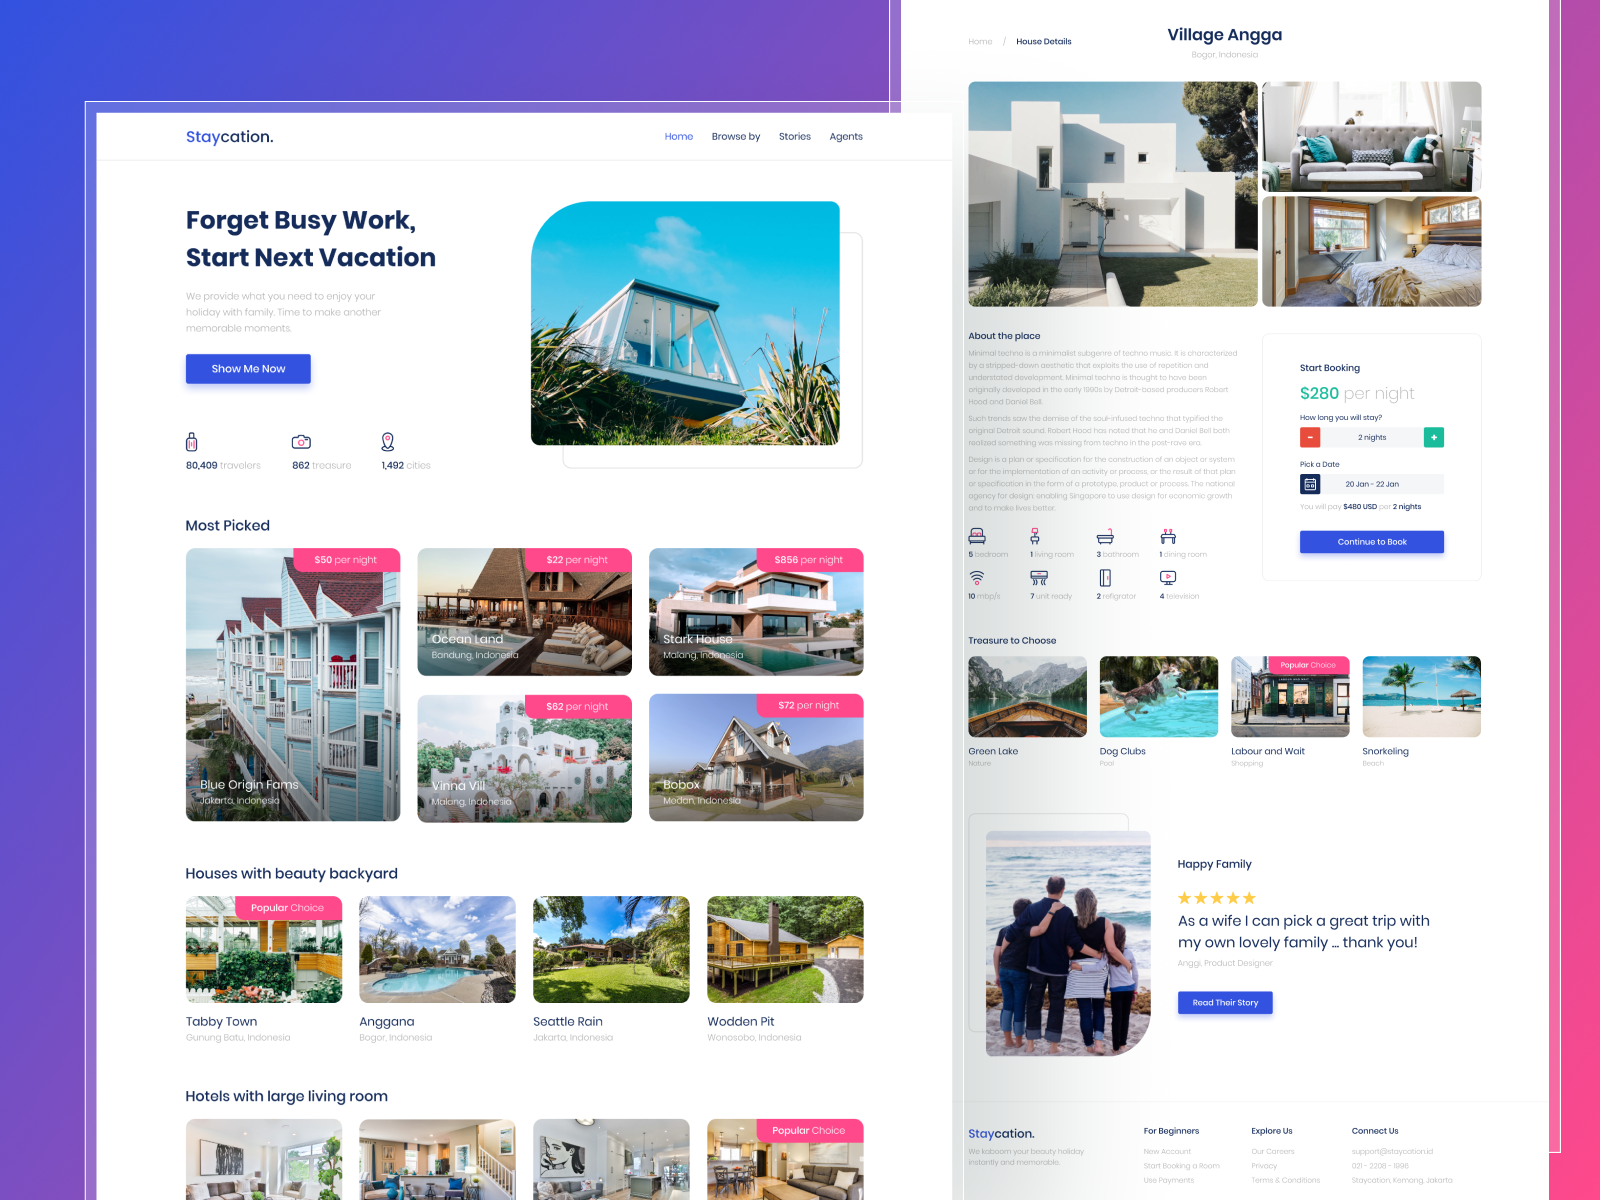 Staycation.
Home
Browse by
Stories
Agents
Forget Busy Work,
Start Next Vacation
We provide what you need to enjoy your
holiday with family. Time to make another
memorable moments.
Show Me Now
80,409 travelers
862 treasure
1,492 cities
Most Picked
$50 per night
Blue Origin Fams
Jakarta, Indonesia
$22 per night
Ocean Land
Bandung, Indonesia
$856 per night
Stark House
Malang, Indonesia
$62 per night
Vinna Vill
Malang, Indonesia
$72 per night
Bobox
Medan, Indonesia
Houses with beauty backyard
Popular Choice
Tabby Town
Gunung Batu, Indonesia
Anggana
Bogor, Indonesia
Seattle Rain
Jakarta, Indonesia
Wodden Pit
Wonosobo, Indonesia
Hotels with large living room
Popular Choice
Home / House Details
Village Angga
Bogor, Indonesia
About the place
Minimal techno is a minimalist subgenre of techno music. It is characterized
by a stripped-down aesthetic that exploits the use of repetition and
understated development. Minimal techno is thought to have been
originally developed in the early 1990s by Detroit-based producers Robert
Hood and Daniel Bell.
Such trends saw the demise of the soul-infused techno that typified the
original Detroit sound. Robert Hood has noted that he and Daniel Bell both
realized something was missing from techno in the post-rave era.
Design is a plan or specification for the construction of an object or system
or for the implementation of an activity or process, or the result of that plan
or specification in the form of a prototype, product or process. The national
agency for design: enabling Singapore to use design for economic growth
and to make lives better.
5 bedroom
1 living room
3 bathroom
1 dining room
10 mbp/s
7 unit ready
2 refigrator
4 television
Start Booking
$280 per night
How long you will stay?
-
2 nights
+
Pick a Date
20 Jan - 22 Jan
You will pay $480 USD per 2 nights
Continue to Book
Treasure to Choose
Green Lake
Nature
Dog Clubs
Pool
Popular Choice
LABOUR AND WAIT
Labour and Wait
Shopping
Snorkeling
Beach
Happy Family
As a wife I can pick a great trip with
my own lovely family ... thank you!
Anggi, Product Designer
Read Their Story
Staycation.
We kaboom your beauty holiday
instantly and memorable.
For Beginners
New Account
Start Booking a Room
Use Payments
Explore Us
Our Careers
Privacy
Terms & Conditions
Connect Us
support@staycation.id
021 - 2208 - 1996
Staycation, Kemang, Jakarta